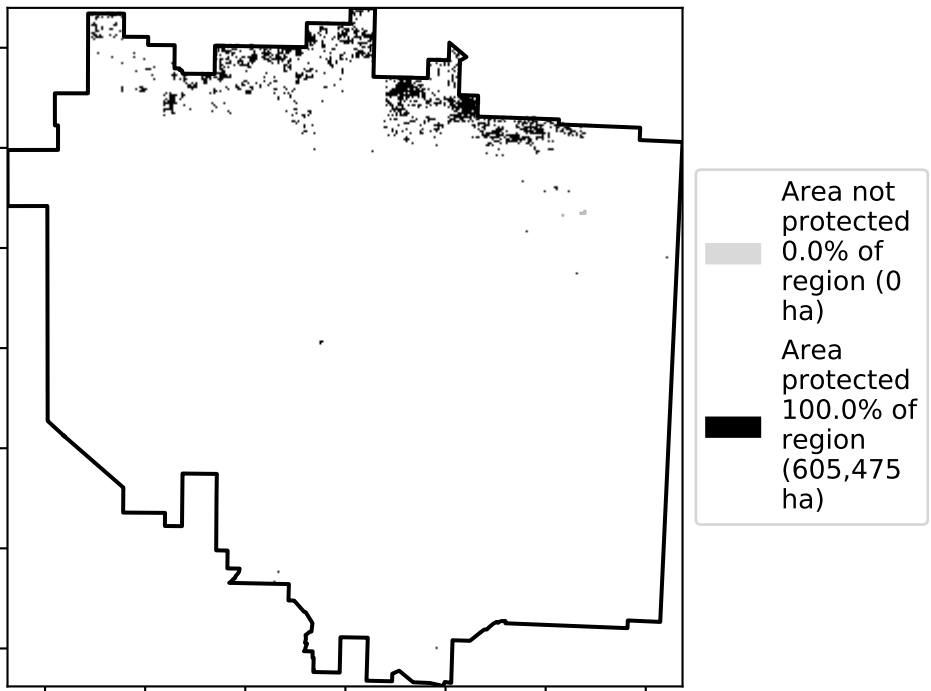 Area not
protected
0.0% of
region (0
ha)
Area
protected
100.0% of
region
(605,475
ha)